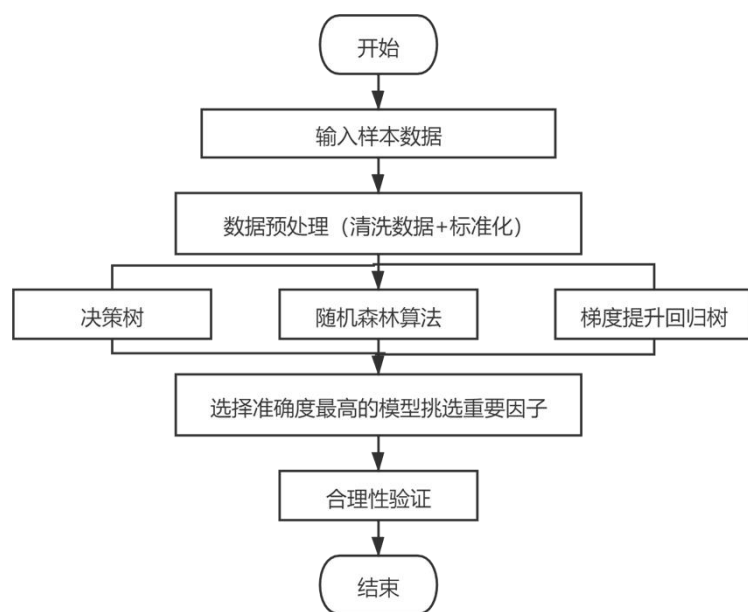 开始
输入样本数据
数据预处理（清洗数据+标准化）
决策树
随机森林算法
梯度提升回归树
选择准确度最高的模型挑选重要因子
合理性验证
结束